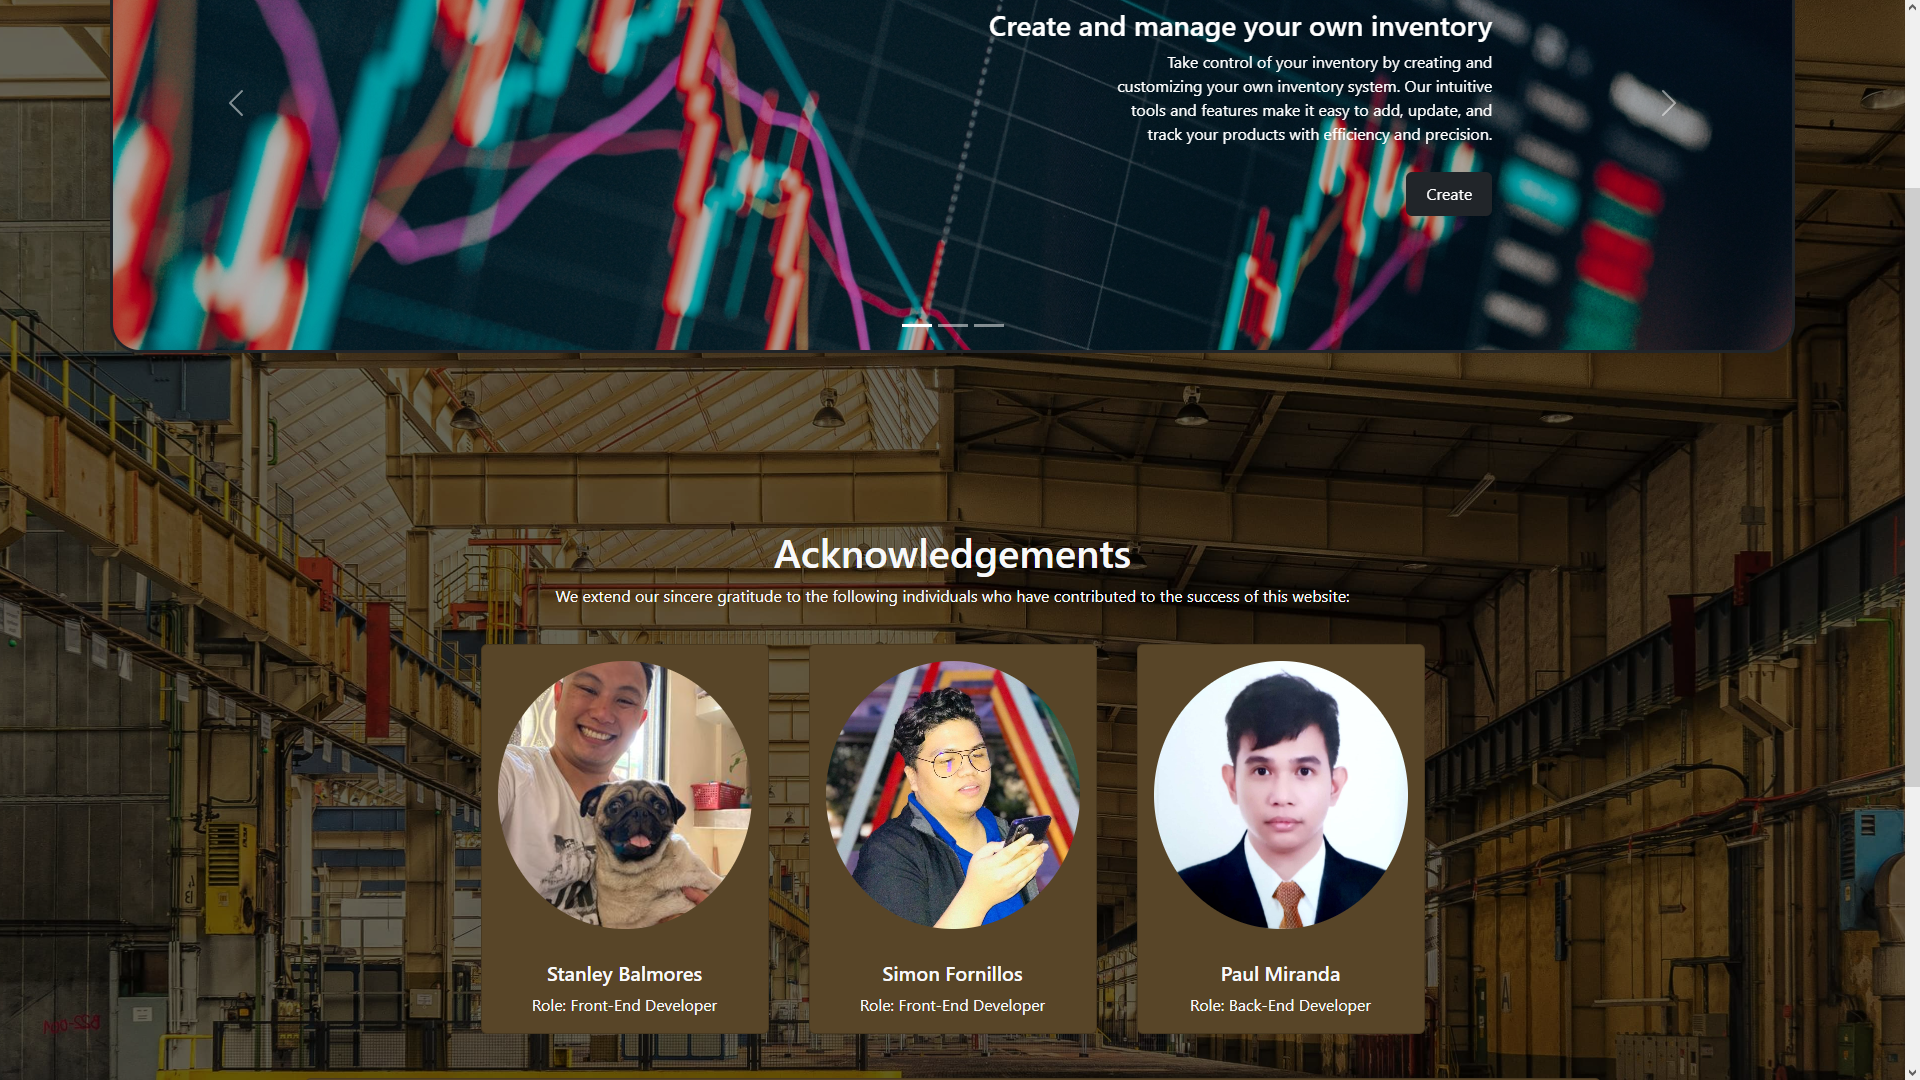 Create and manage your own inventory
Take control of your inventory by creating and
customizing your own inventory system. Our intuitive
tools and features make it easy to add, update, and
track your products with efficiency and precision.
Create
Acknowledgements
We extend our sincere gratitude to the following individuals who have contributed to the success of this website:
Stanley Balmores
Role: Front-End Developer
Simon Fornillos
Role: Front-End Developer
Paul Miranda
Role: Back-End Developer